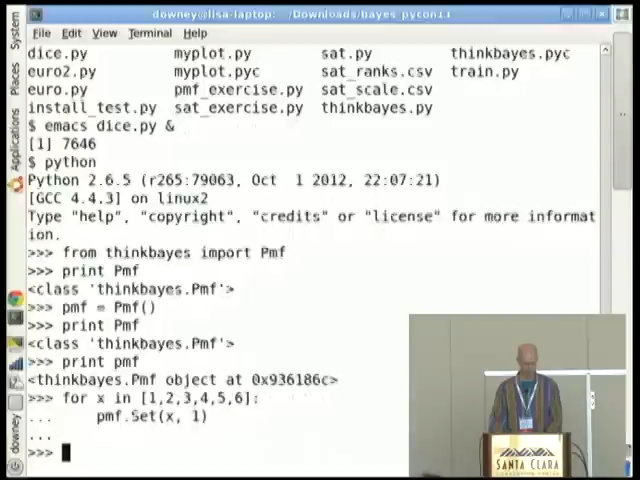 downey@lisa-laptop: /Downloads/bayes_pycon13
System
File Edit View Terminal Help
Places
Applications
dice.py myplot.py sat.py thinkbayes.pyc
euro2.py myplot.pyc sat_ranks.csv train.py
euro.py pmf_exercise.py sat_scale.csv
install_test.py sat_exercise.py thinkbayes.py
$ emacs dice.py &
[1] 7646
$ python
Python 2.6.5 (r265:79063, Oct 1 2012, 22:07:21)
[GCC 4.4.3] on linux2
Type "help", "copyright", "credits" or "license" for more informat
ion.
>>> from thinkbayes import Pmf
>>> print Pmf
<class 'thinkbayes.Pmf'>
>>> pmf = Pmf()
>>> print Pmf
<class 'thinkbayes.Pmf'>
>>> print pmf
<thinkbayes.Pmf object at 0x936186c>
>>> for x in [1,2,3,4,5,6]:
... pmf.Set(x, 1)
...
>>>
downey
SANTA CLARA